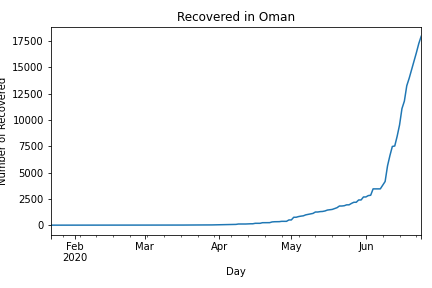 Recovered in Oman
17500
15000
12500
10000
7500
5000
2500
0
Number of Recovered
Feb
2020
Mar
Apr
May
Jun
Day